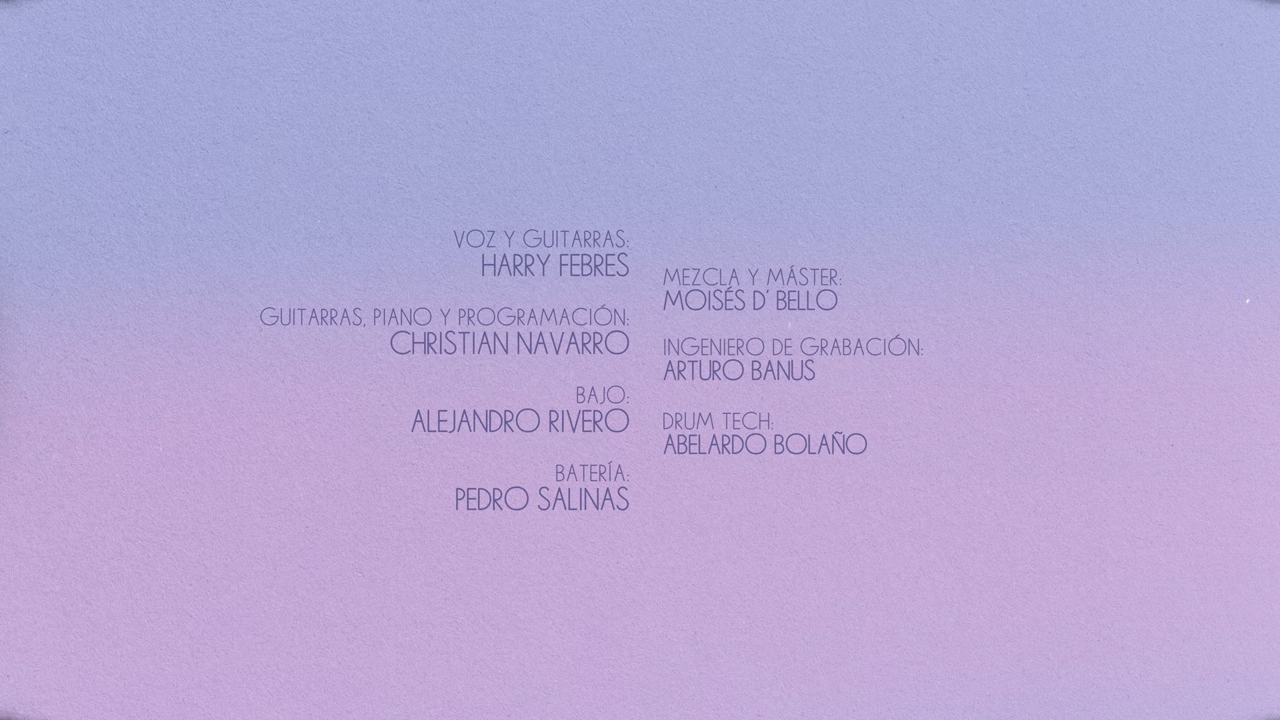 VOZ Y GUITARRAS:
HARRY FEBRES
GUITARRAS, PIANO Y PROGRAMACIÓN:
CHRISTIAN NAVARRO
BAJO:
ALEJANDRO RIVERO
BATERÍA:
PEDRO SALINAS
MEZCLA Y MÁSTER:
MOISÉS D' BELLO
INGENIERO DE GRABACIÓN:
ARTURO BANUS
DRUM TECH:
ABELARDO BOLAÑO